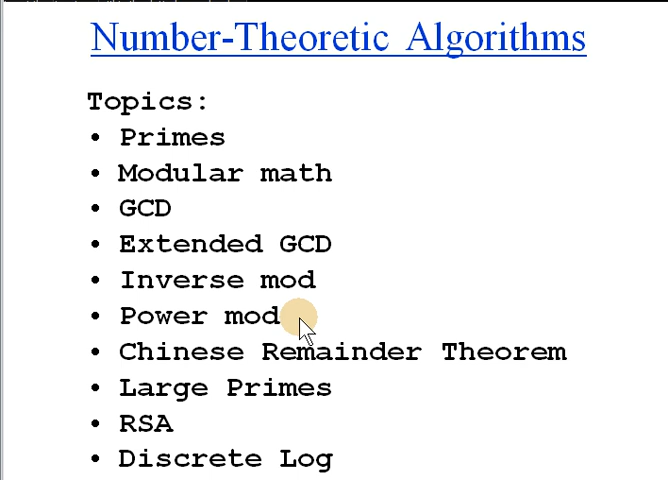 Number-Theoretic Algorithms
Topics:
• Primes
• Modular math
• GCD
• Extended GCD
• Inverse mod
• Power mod
• Chinese Remainder Theorem
• Large Primes
• RSA
• Discrete Log